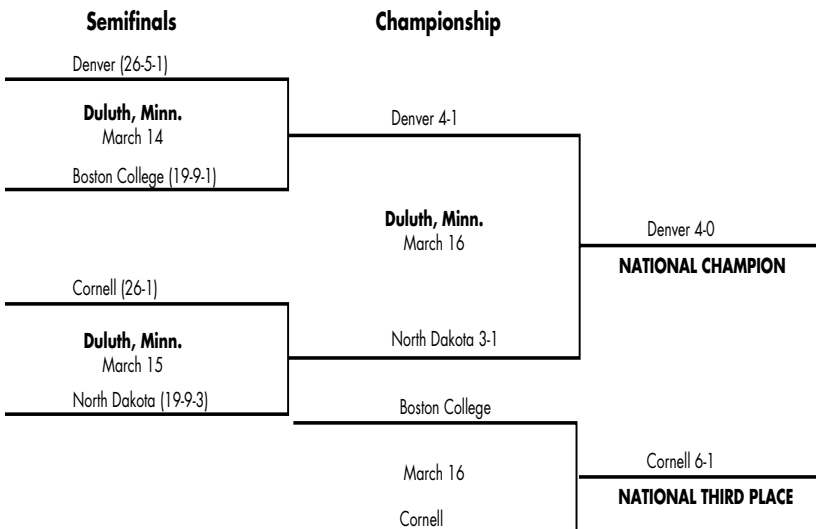 Semifinals
Championship
Denver (26-5-1)
Duluth, Minn.
March 14
Boston College (19-9-1)
Denver 4-1
Duluth, Minn.
March 16
Denver 4-0
NATIONAL CHAMPION
Cornell (26-1)
Duluth, Minn.
March 15
North Dakota (19-9-3)
North Dakota 3-1
Boston College
March 16
Cornell
Cornell 6-1
NATIONAL THIRD PLACE